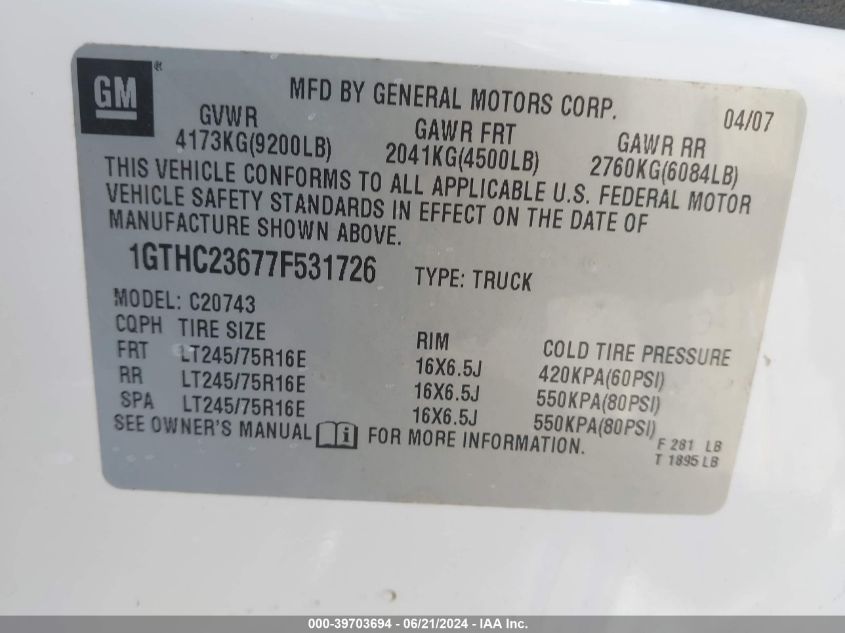 GM®
MFD BY GENERAL MOTORS CORP. 04/07
GVWR GAWR FRT GAWR RR
4173KG(9200LB) 2041KG(4500LB) 2760KG(6084LB)
THIS VEHICLE CONFORMS TO ALL APPLICABLE U.S. FEDERAL MOTOR
VEHICLE SAFETY STANDARDS IN EFFECT ON THE DATE OF
MANUFACTURE SHOWN ABOVE.
1GTHC23677F531726 TYPE: TRUCK
MODEL: C20743
CQPH TIRE SIZE RIM COLD TIRE PRESSURE
FRT LT245/75R16E 16X6.5J 420KPA(60PSI)
RR LT245/75R16E 16X6.5J 550KPA(80PSI)
SPA LT245/75R16E 16X6.5J 550KPA(80PSI)
SEE OWNER'S MANUAL i FOR MORE INFORMATION.
F 281 LB
T 1895 LB
000-39703694 - 06/21/2024 - IAA Inc.